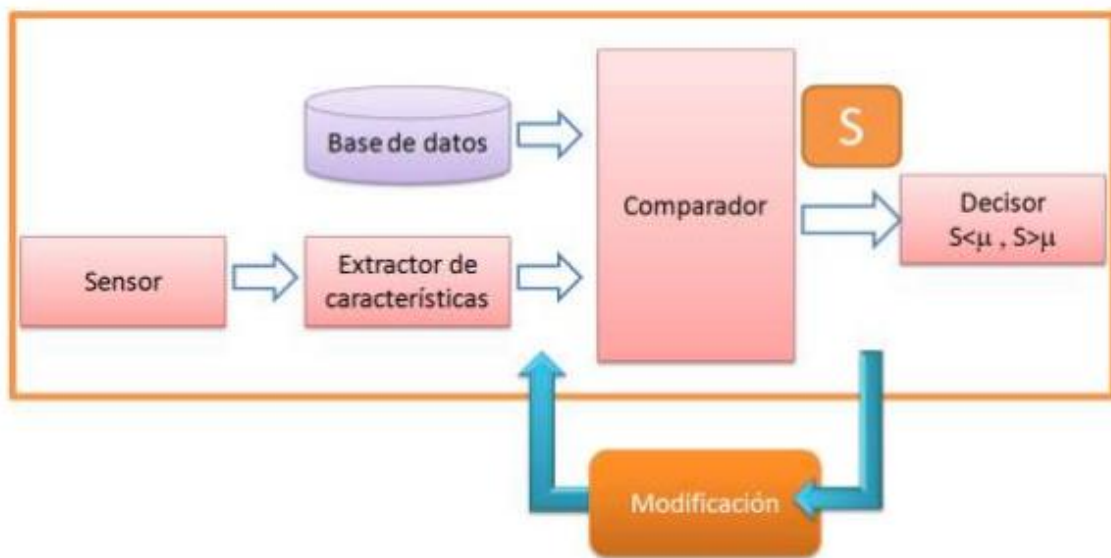 Base de datos
S
Comparador
Decisor
S<μ , S>μ
Sensor
Extractor de
características
Modificación